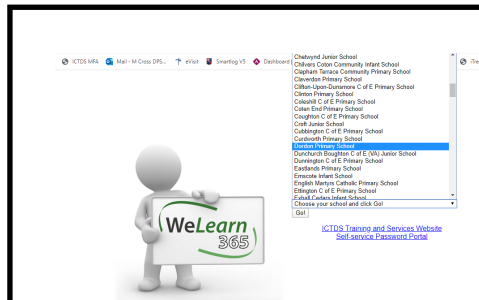 ICTDS MFA Mail - M Cross DPS... eVisit Smartlog V5 Dashboard
Chetwynd Junior School
Chilvers Coton Community Infant School
Clapham Terrace Community Primary School
Claverdon Primary School
Clifton-Upon-Dunsmore C of E Primary School
Clinton Primary School
Coleshill C of E Primary School
Coten End Primary School
Coughton C of E Primary School
Croft Junior School
Cubbington C of E Primary School
Curdworth Primary School
Dordon Primary School
Dunchurch Boughton C of E (VA) Junior School
Dunnington C of E Primary School
Eastlands Primary School
Emscote Infant School
English Martyrs Catholic Primary School
Ettington C of E Primary School
Exhall Cedars Infant School
Choose your school and click Go!
Go!
ICTDS Training and Services Website
Self-service Password Portal
WeLearn
365